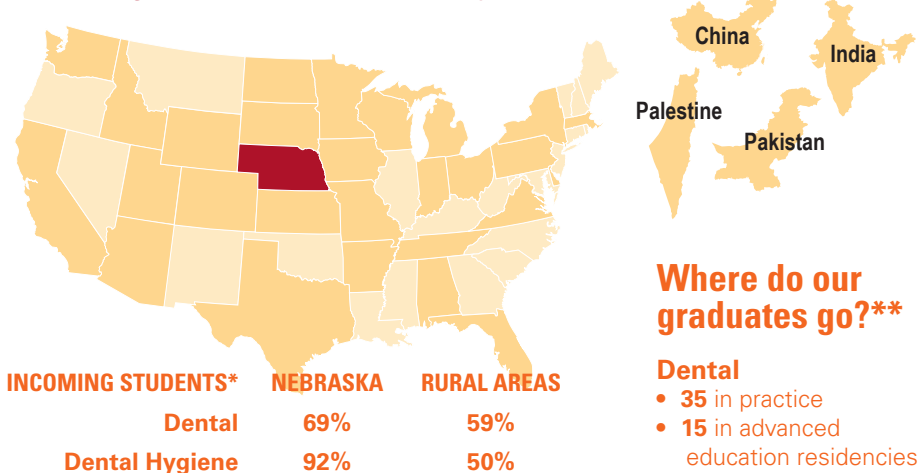 China
India
Palestine
Pakistan
Where do our
graduates go?**
Dental
• 35 in practice
• 15 in advanced
education residencies
INCOMING STUDENTS* NEBRASKA RURAL AREAS
Dental 69% 59%
Dental Hygiene 92% 50%